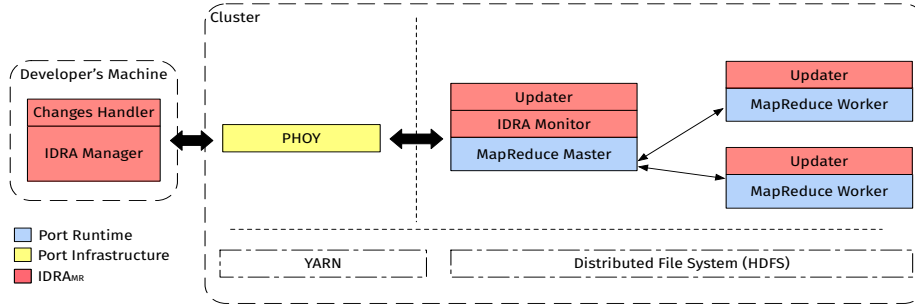 Cluster
Developer's Machine
Changes Handler
IDRA Manager
PHOY
Updater
IDRA Monitor
MapReduce Master
Updater
MapReduce Worker
Updater
MapReduce Worker
Port Runtime
Port Infrastructure
IDRAMR
YARN
Distributed File System (HDFS)